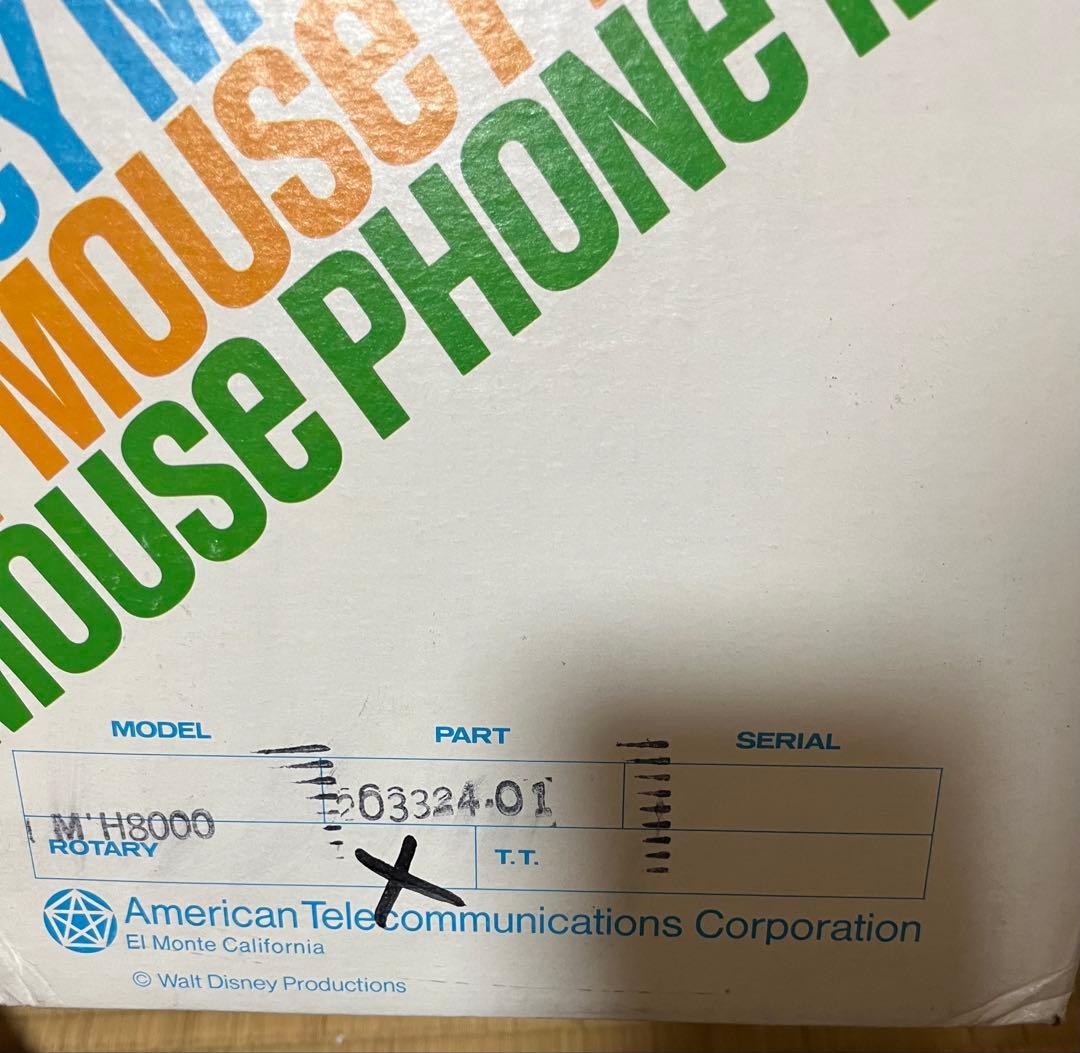 EY M
MOUSE P
MOUSE PHONE M
MODEL PART SERIAL
M'H8000 203324-01
ROTARY X T.T.
American Telecommunications Corporation
El Monte California
© Walt Disney Productions